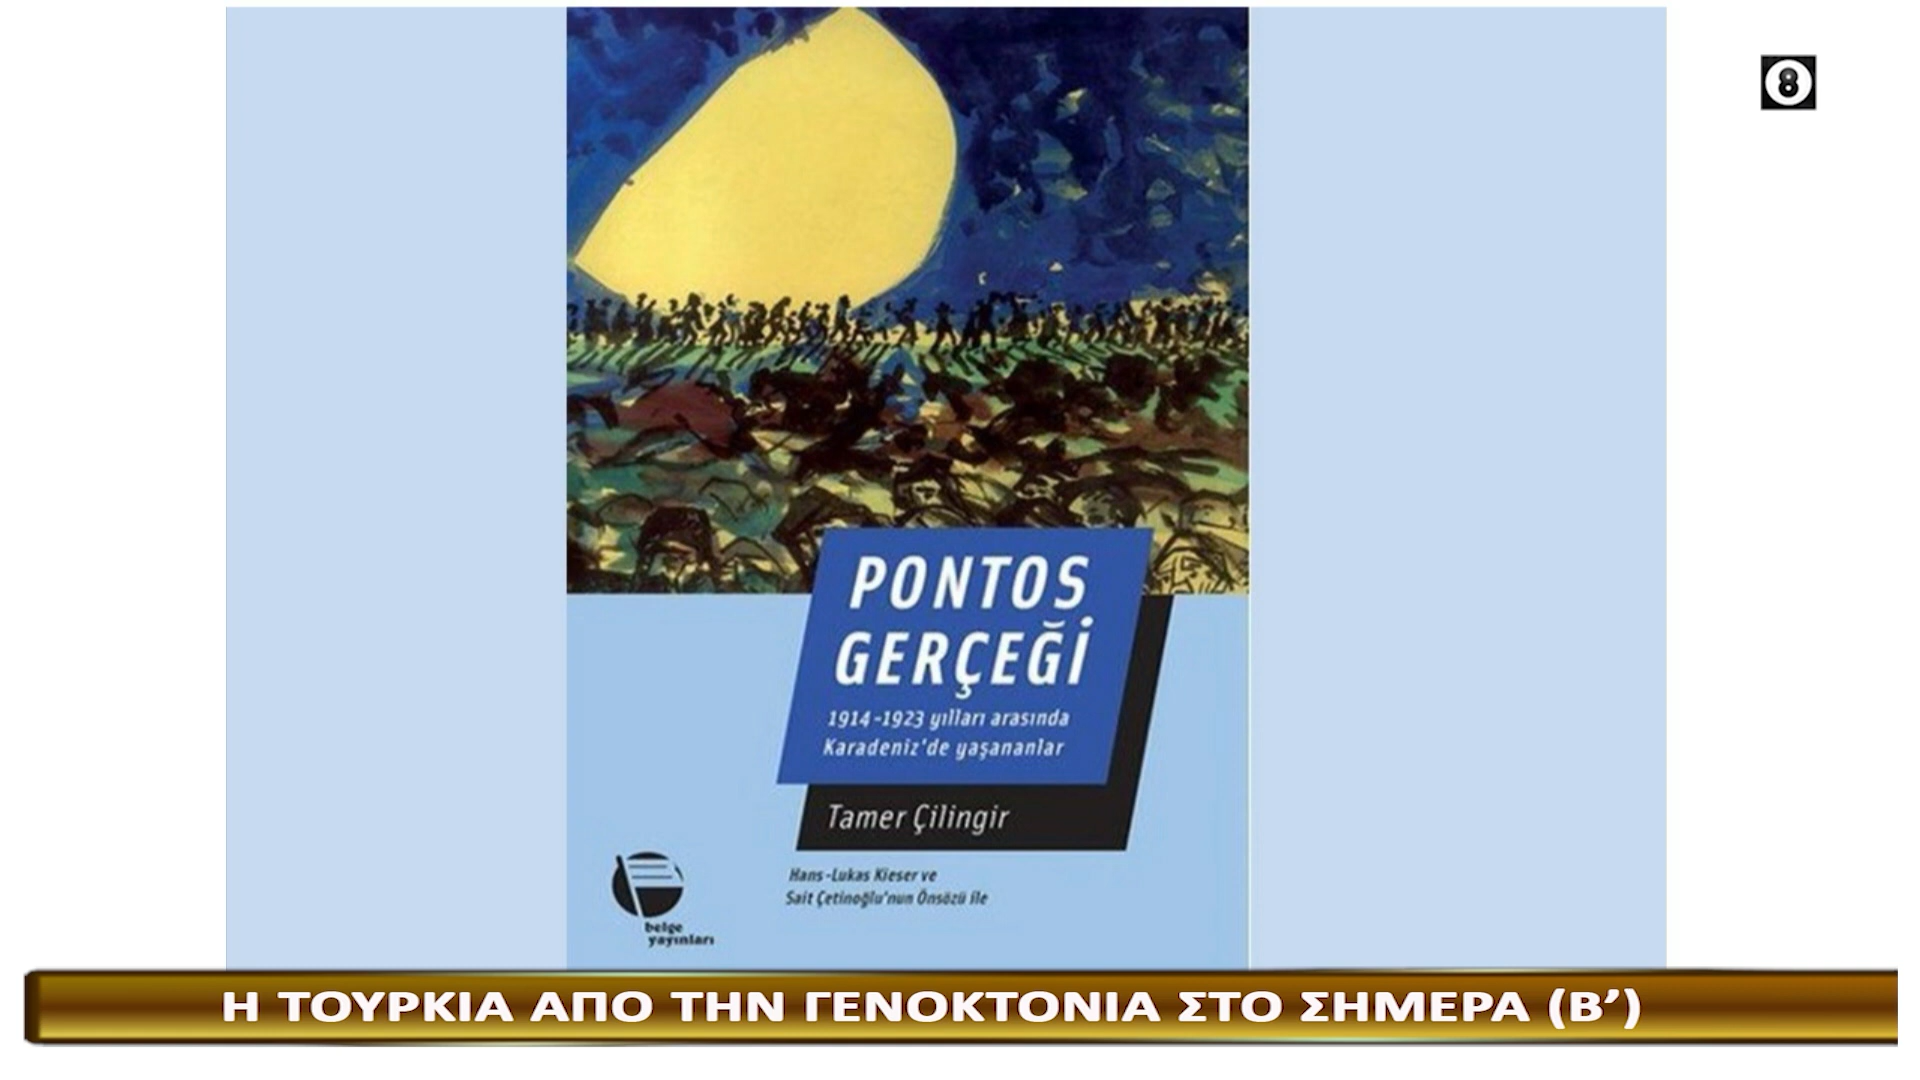 8
PONTOS
GERÇEĞİ
1914-1923 yılları arasında
Karadeniz'de yaşananlar
Tamer Çilingir
Hans-Lukas Kieser ve
Sait Çetinoğlu'nun Önsözü ile
belge
yayınları
Η ΤΟΥΡΚΙΑ ΑΠΟ ΤΗΝ ΓΕΝΟΚΤΟΝΙΑ ΣΤΟ ΣΗΜΕΡΑ (Β’)